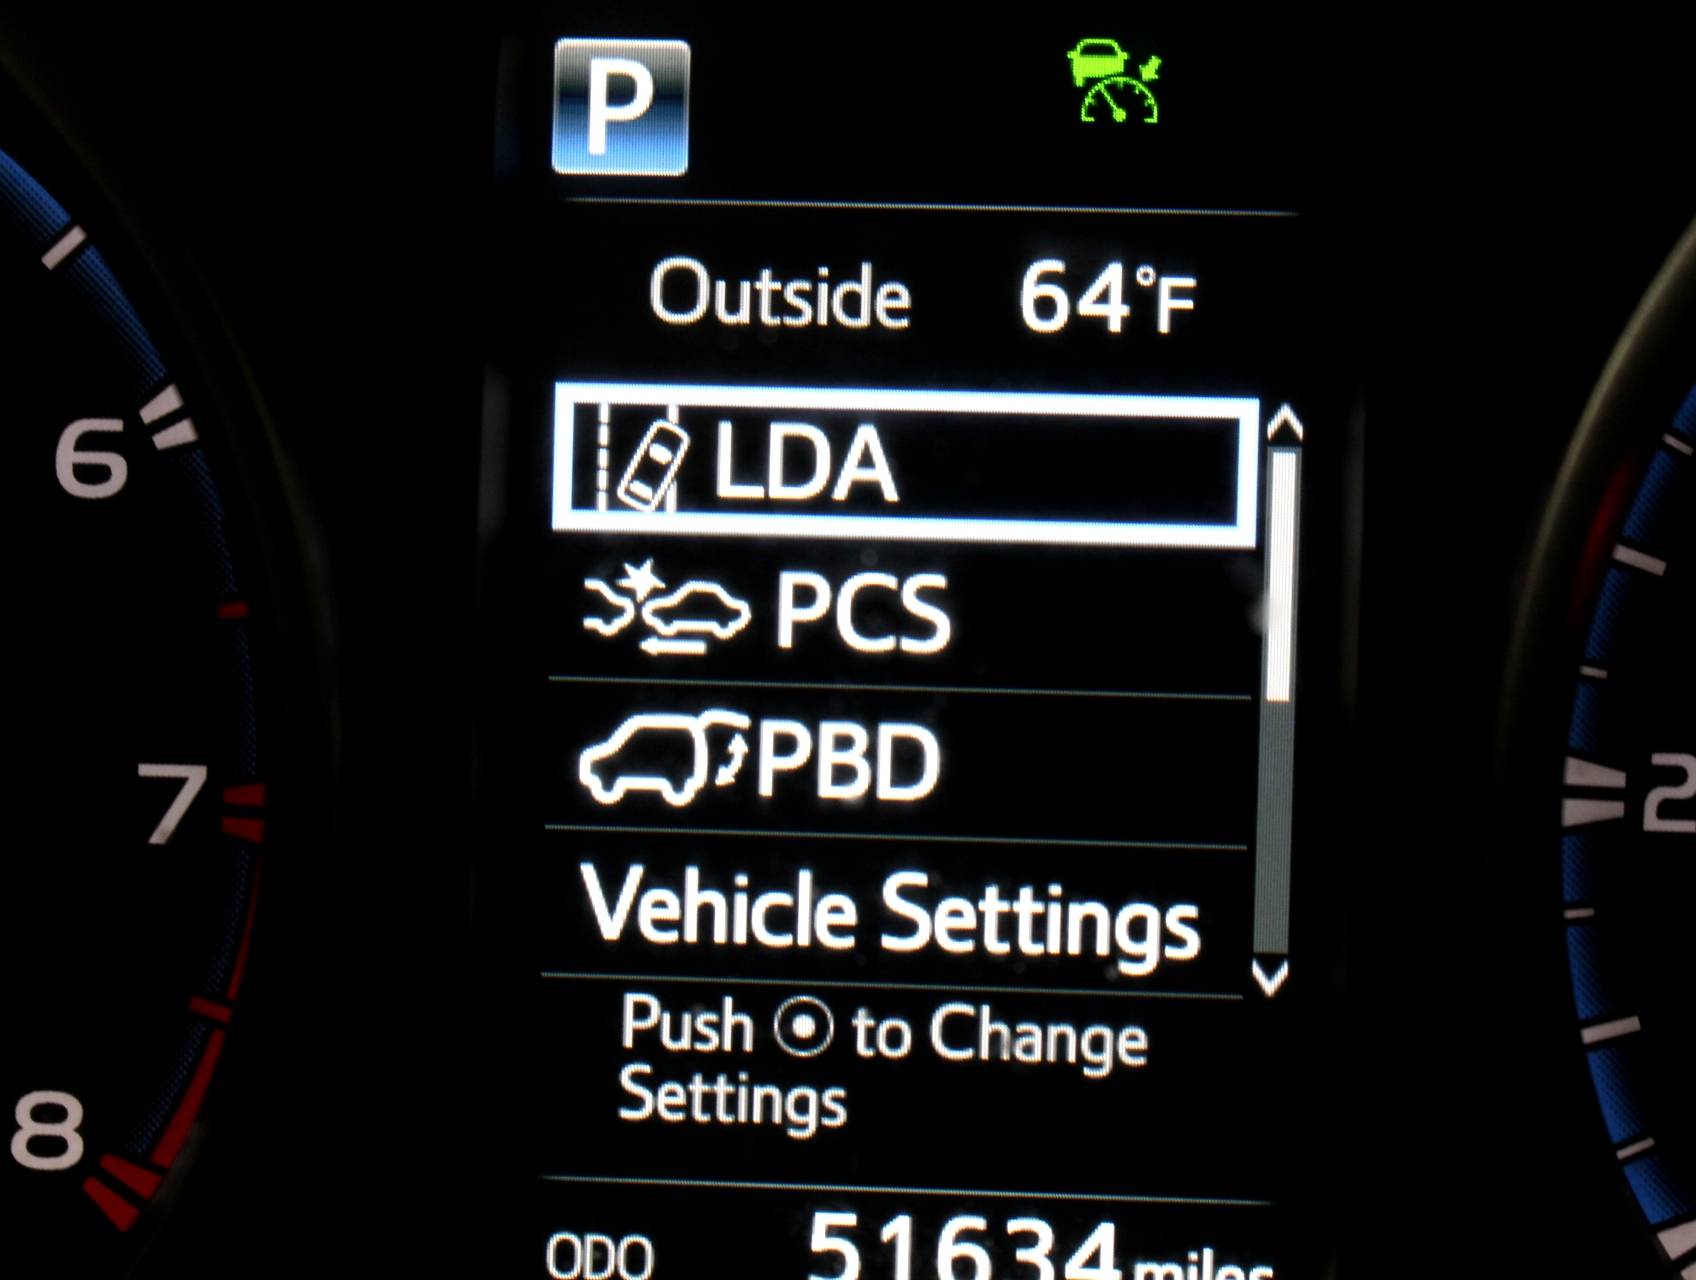 P
Outside 64°F
LDA
PCS
PBD
Vehicle Settings
Push to Change
Settings
ODO 51634 miles
6
7
8
2